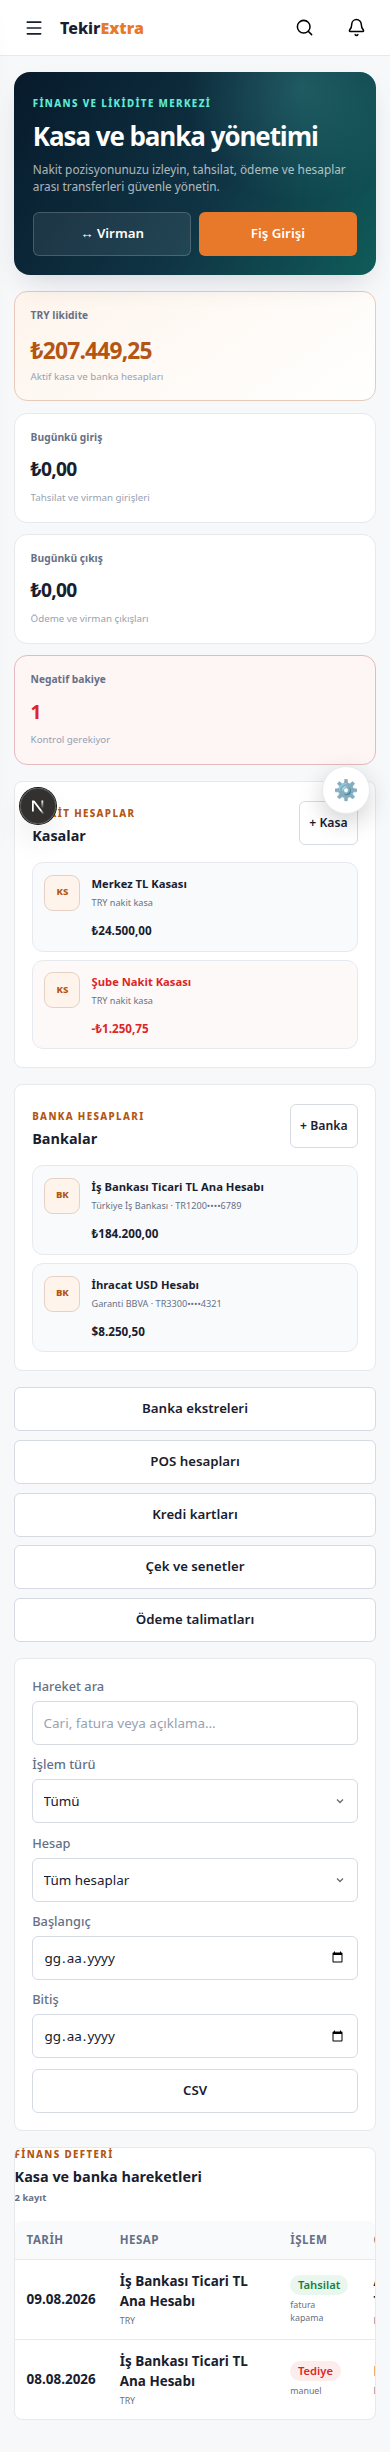 TekirExtra
FİNANS VE LİKİDİTE MERKEZİ
Kasa ve banka yönetimi
Nakit pozisyonunuzu izleyin, tahsilat, ödeme ve hesaplar
arası transferleri güvenle yönetin.
↔ Virman
Fiş Girişi
TRY likidite
₺207.449,25
Aktif kasa ve banka hesapları
Bugünkü giriş
₺0,00
Tahsilat ve virman girişleri
Bugünkü çıkış
₺0,00
Ödeme ve virman çıkışları
Negatif bakiye
1
Kontrol gerekiyor
HESAPLAR
Kasalar
+ Kasa
KS
Merkez TL Kasası
TRY nakit kasa
₺24.500,00
KS
Şube Nakit Kasası
TRY nakit kasa
-₺1.250,75
BANKA HESAPLARI
Bankalar
+ Banka
BK
İş Bankası Ticari TL Ana Hesabı
Türkiye İş Bankası · TR1200••••6789
₺184.200,00
BK
İhracat USD Hesabı
Garanti BBVA · TR3300••••4321
$8.250,50
Banka ekstreleri
POS hesapları
Kredi kartları
Çek ve senetler
Ödeme talimatları
Hareket ara
Cari, fatura veya açıklama...
İşlem türü
Tümü
Hesap
Tüm hesaplar
Başlangıç
gg.aa.yyyy
Bitiş
gg.aa.yyyy
CSV
FİNANS DEFTERİ
Kasa ve banka hareketleri
2 kayıt
TARİH HESAP İŞLEM
09.08.2026
İş Bankası Ticari TL
Ana Hesabı
TRY
Tahsilat
fatura
kapama
08.08.2026
İş Bankası Ticari TL
Ana Hesabı
TRY
Tediye
manuel